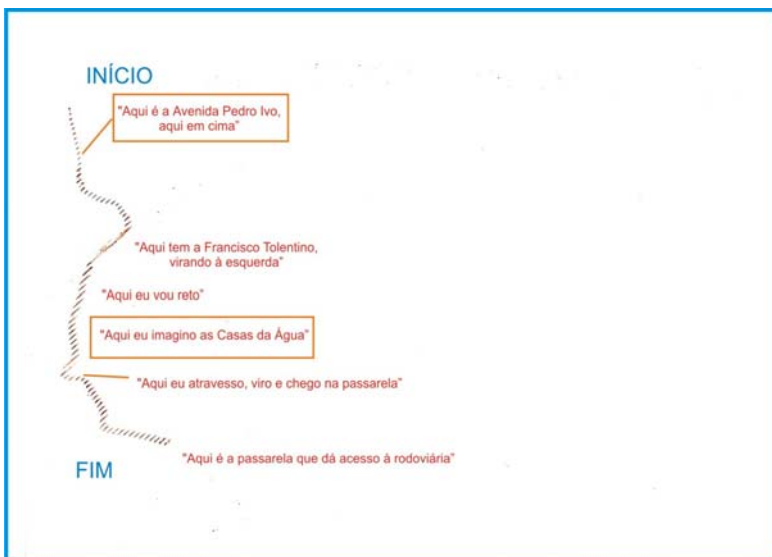 INÍCIO
"Aqui é a Avenida Pedro Ivo,
aqui em cima"
"Aqui tem a Francisco Tolentino,
virando à esquerda"
"Aqui eu vou reto"
"Aqui eu imagino as Casas da Água"
"Aqui eu atravesso, viro e chego na passarela"
"Aqui é a passarela que dá acesso à rodoviária"
FIM